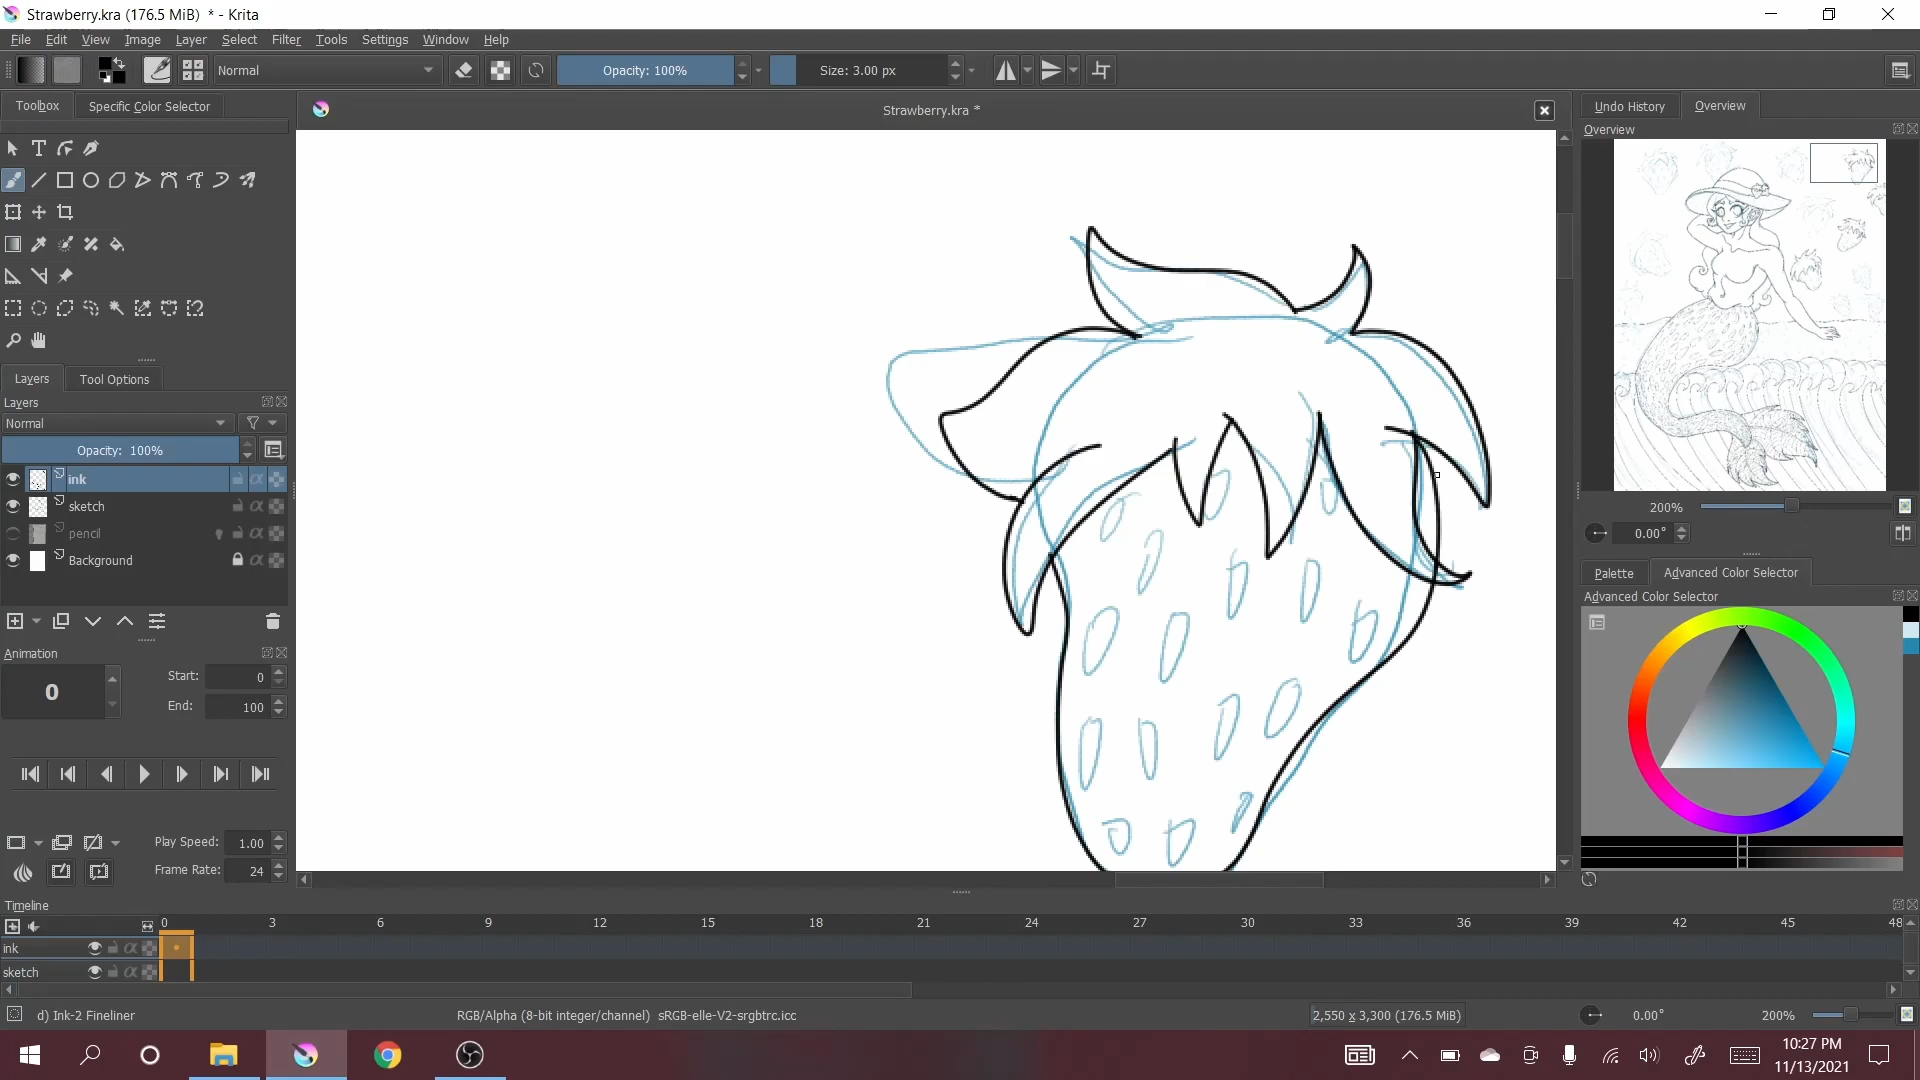 Strawberry.kra (176.5 MiB) * - Krita
File Edit View Image Layer Select Filter Tools Settings Window Help
Normal Opacity: 100% Size: 3.00 px
Toolbox Specific Color Selector
Strawberry.kra *
Undo History Overview
Overview
Layers Tool Options
Layers
Normal
Opacity: 100%
ink
sketch
pencil
Background
200%
0.00°
Palette Advanced Color Selector
Advanced Color Selector
Animation
0
Start: 0
End: 100
Play Speed: 1.00
Frame Rate: 24
Timeline
0 3 6 9 12 15 18 21 24 27 30 33 36 39 42 45 48
ink
sketch
d) Ink-2 Fineliner
RGB/Alpha (8-bit integer/channel) sRGB-elle-V2-srgbtrc.icc
2,550 x 3,300 (176.5 MiB)
0.00°
200%
10:27 PM
11/13/2021